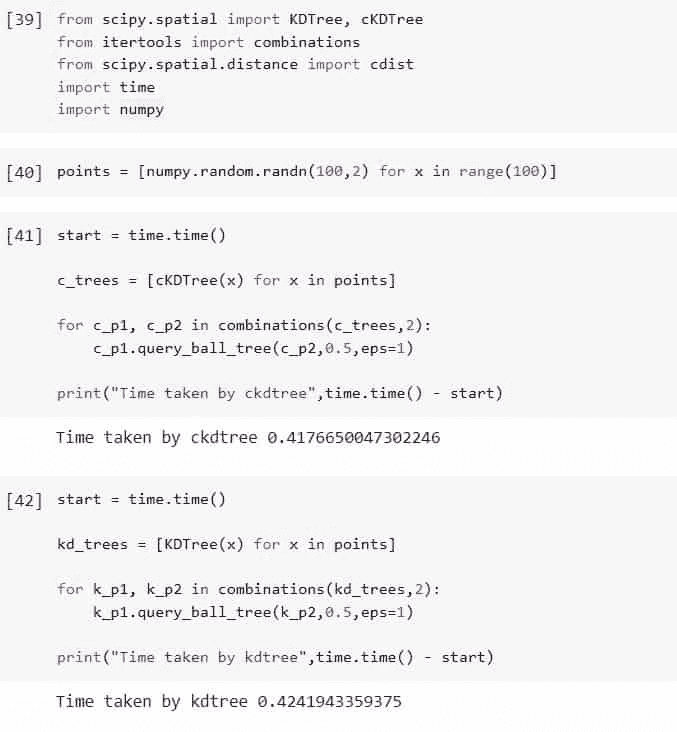 [39] from scipy.spatial import KDTree, cKDTree
from itertools import combinations
from scipy.spatial.distance import cdist
import time
import numpy
[40] points = [numpy.random.randn(100,2) for x in range(100)]
[41] start = time.time()
c_trees = [cKDTree(x) for x in points]
for c_p1, c_p2 in combinations(c_trees,2):
c_p1.query_ball_tree(c_p2,0.5,eps=1)
print("Time taken by ckdtree",time.time() - start)
Time taken by ckdtree 0.4176650047302246
[42] start = time.time()
kd_trees = [KDTree(x) for x in points]
for k_p1, k_p2 in combinations(kd_trees,2):
k_p1.query_ball_tree(k_p2,0.5,eps=1)
print("Time taken by kdtree",time.time() - start)
Time taken by kdtree 0.4241943359375